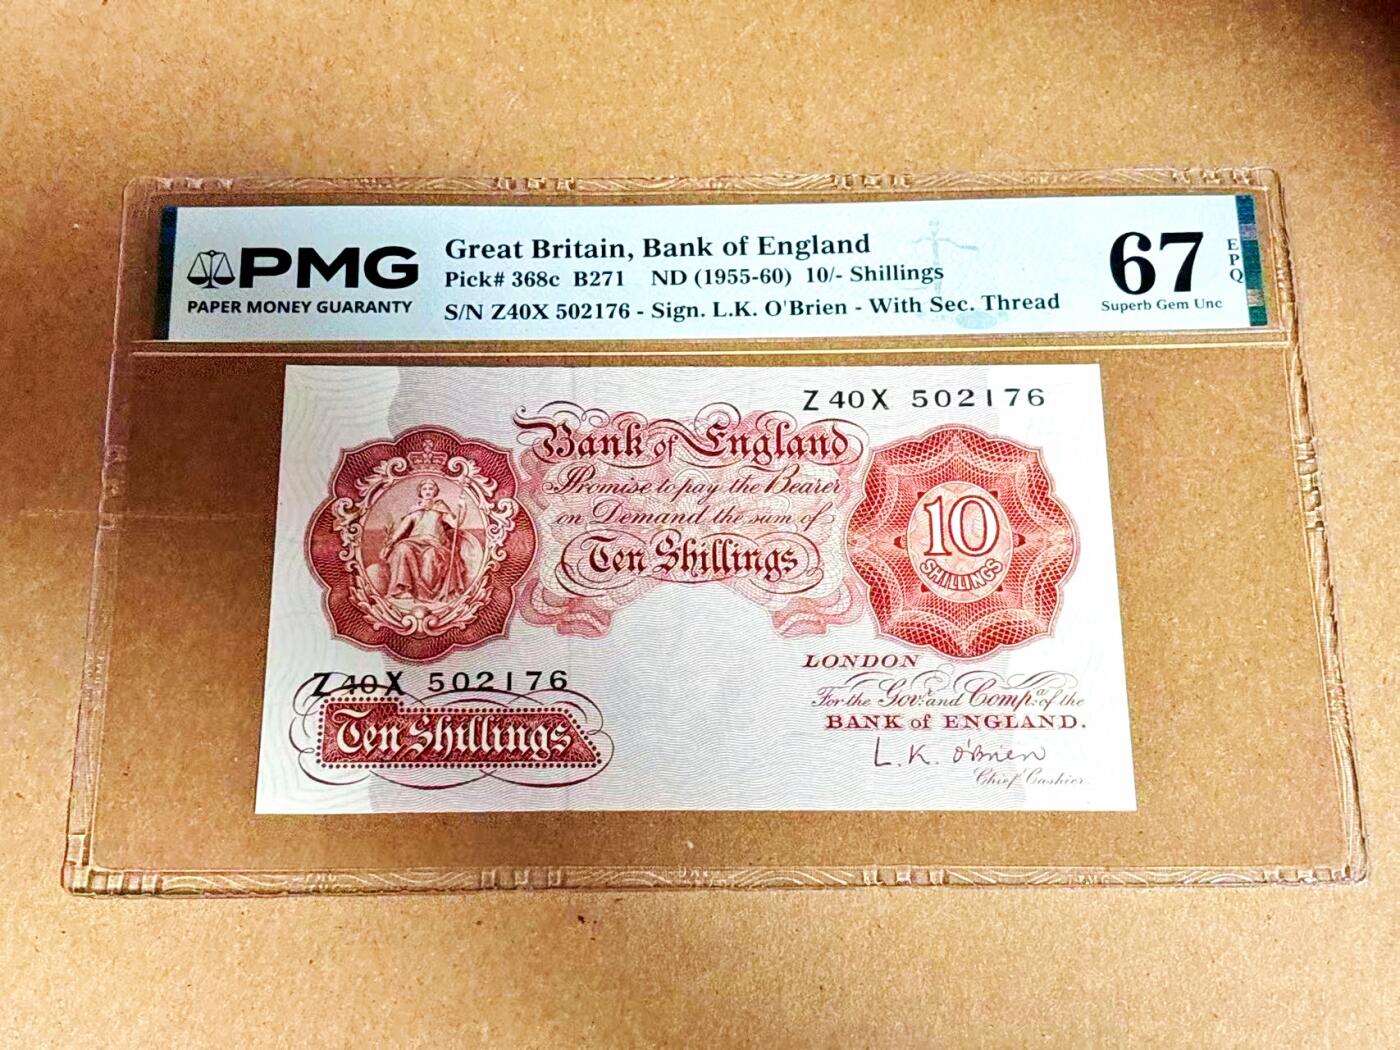 PMG
PAPER MONEY GUARANTY
Great Britain, Bank of England
Pick# 368c B271 ND (1955-60) 10/- Shillings
S/N Z40X 502176 - Sign. L.K. O'Brien - With Sec. Thread
67
EPQ
Superb Gem Unc
Z40X 502176
Bank of England
I Promise to pay the Bearer
on Demand the sum of
Ten Shillings
10
SHILLINGS
LONDON
For the Govr. and Compa. of the
BANK of ENGLAND.
L.K. O'Brien
Chief Cashier.
Z40X 502176
Ten Shillings